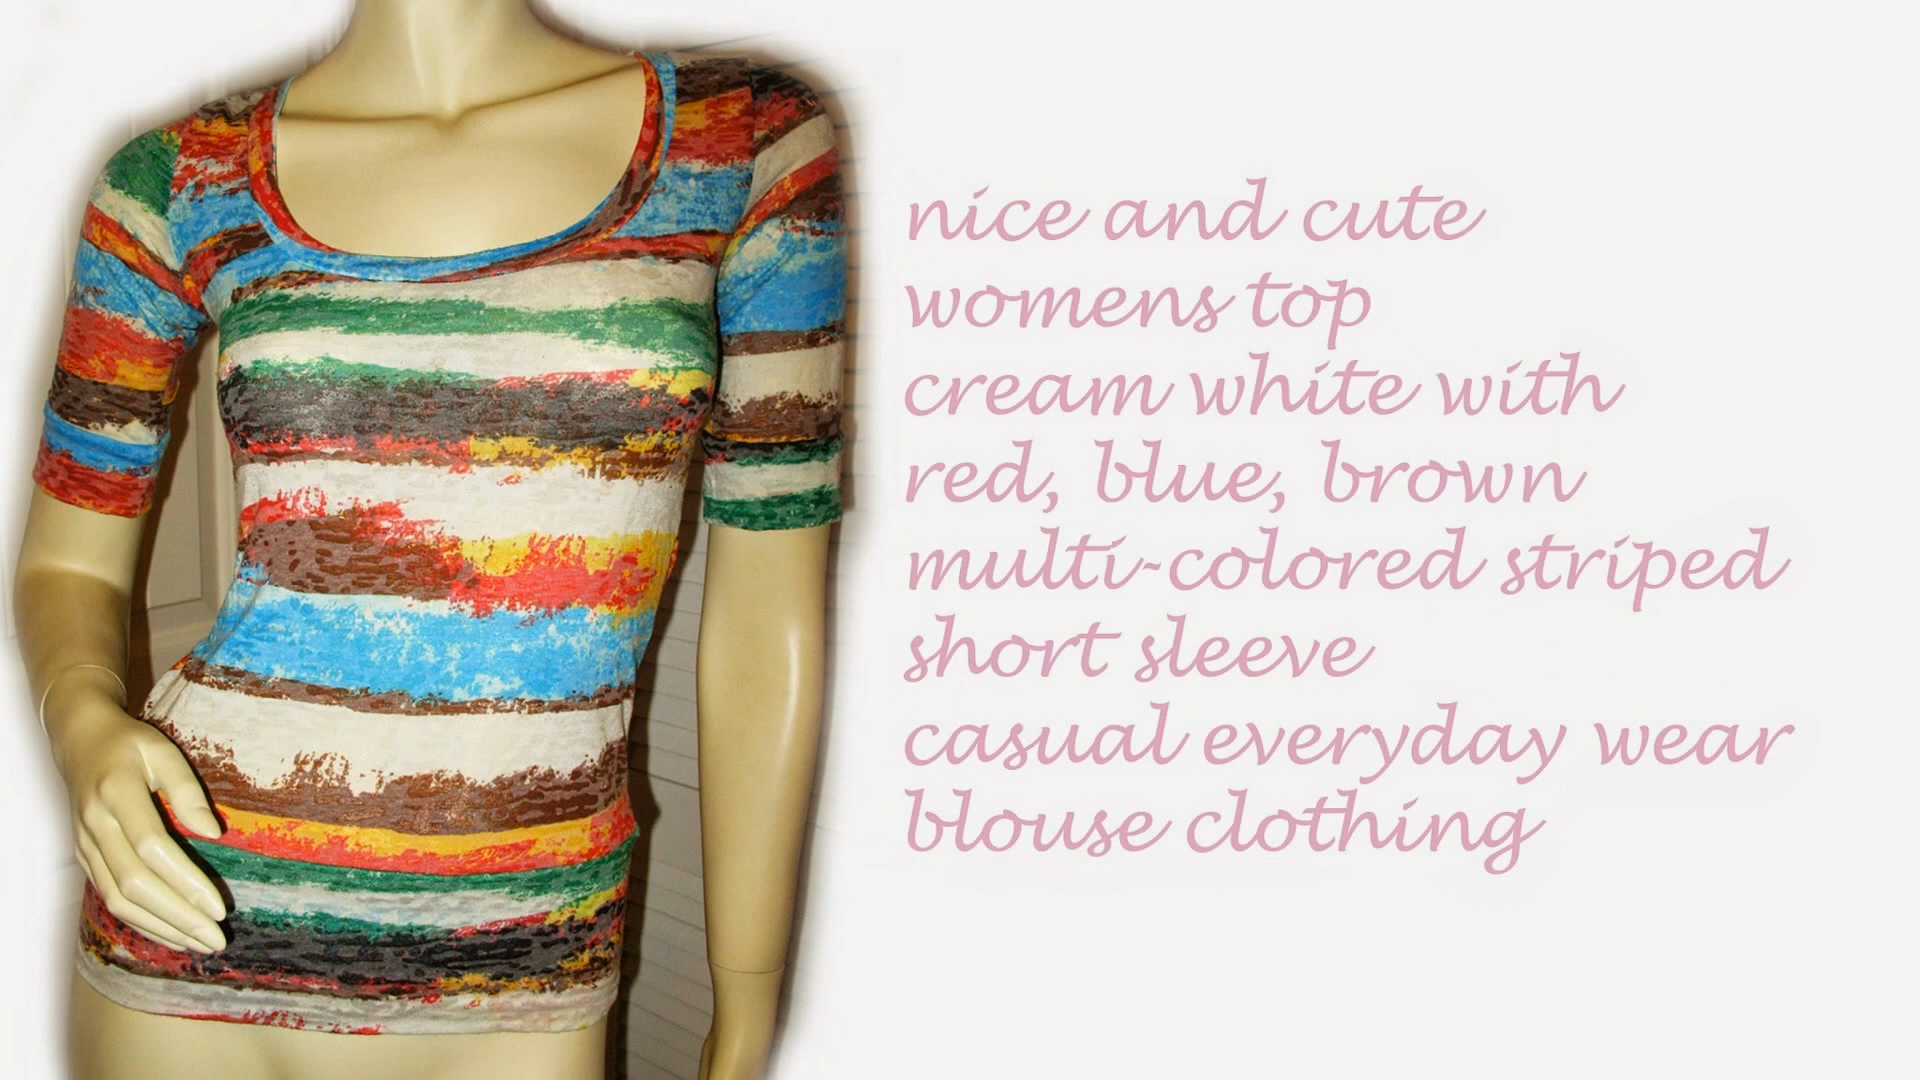 nice and cute
womens top
cream white with
red, blue, brown
multi-colored striped
short sleeve
casual everyday wear
blouse clothing